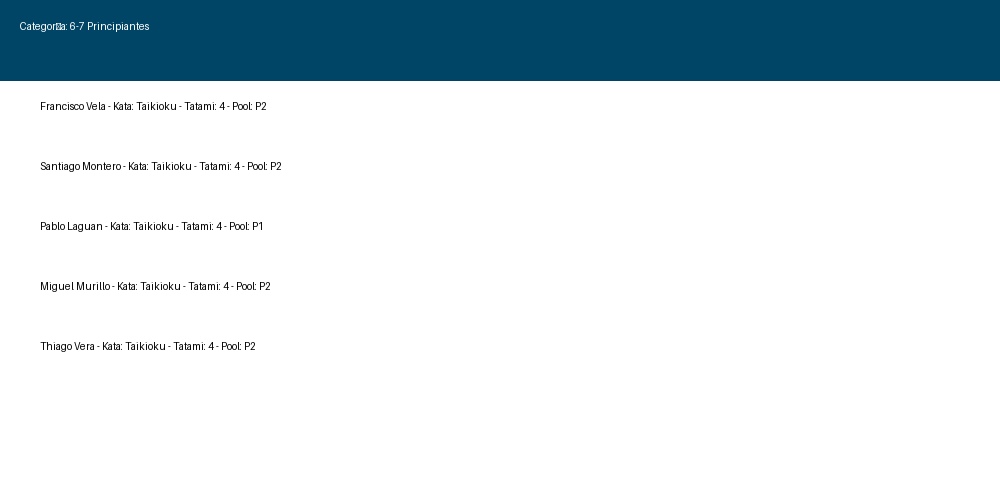 Categor□a: 6-7 Principiantes
Francisco Vela - Kata: Taikioku - Tatami: 4 - Pool: P2
Santiago Montero - Kata: Taikioku - Tatami: 4 - Pool: P2
Pablo Laguan - Kata: Taikioku - Tatami: 4 - Pool: P1
Miguel Murillo - Kata: Taikioku - Tatami: 4 - Pool: P2
Thiago Vera - Kata: Taikioku - Tatami: 4 - Pool: P2